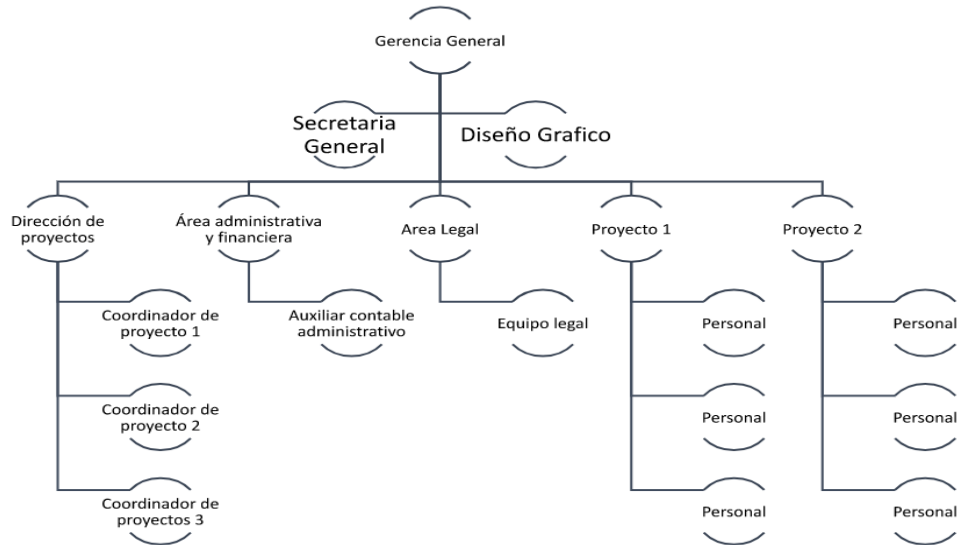 Gerencia General
Secretaria
General
Diseño Grafico
Dirección de
proyectos
Área administrativa
y financiera
Area Legal
Proyecto 1
Proyecto 2
Coordinador de
proyecto 1
Auxiliar contable
administrativo
Equipo legal
Personal
Personal
Coordinador de
proyecto 2
Personal
Personal
Coordinador de
proyectos 3
Personal
Personal